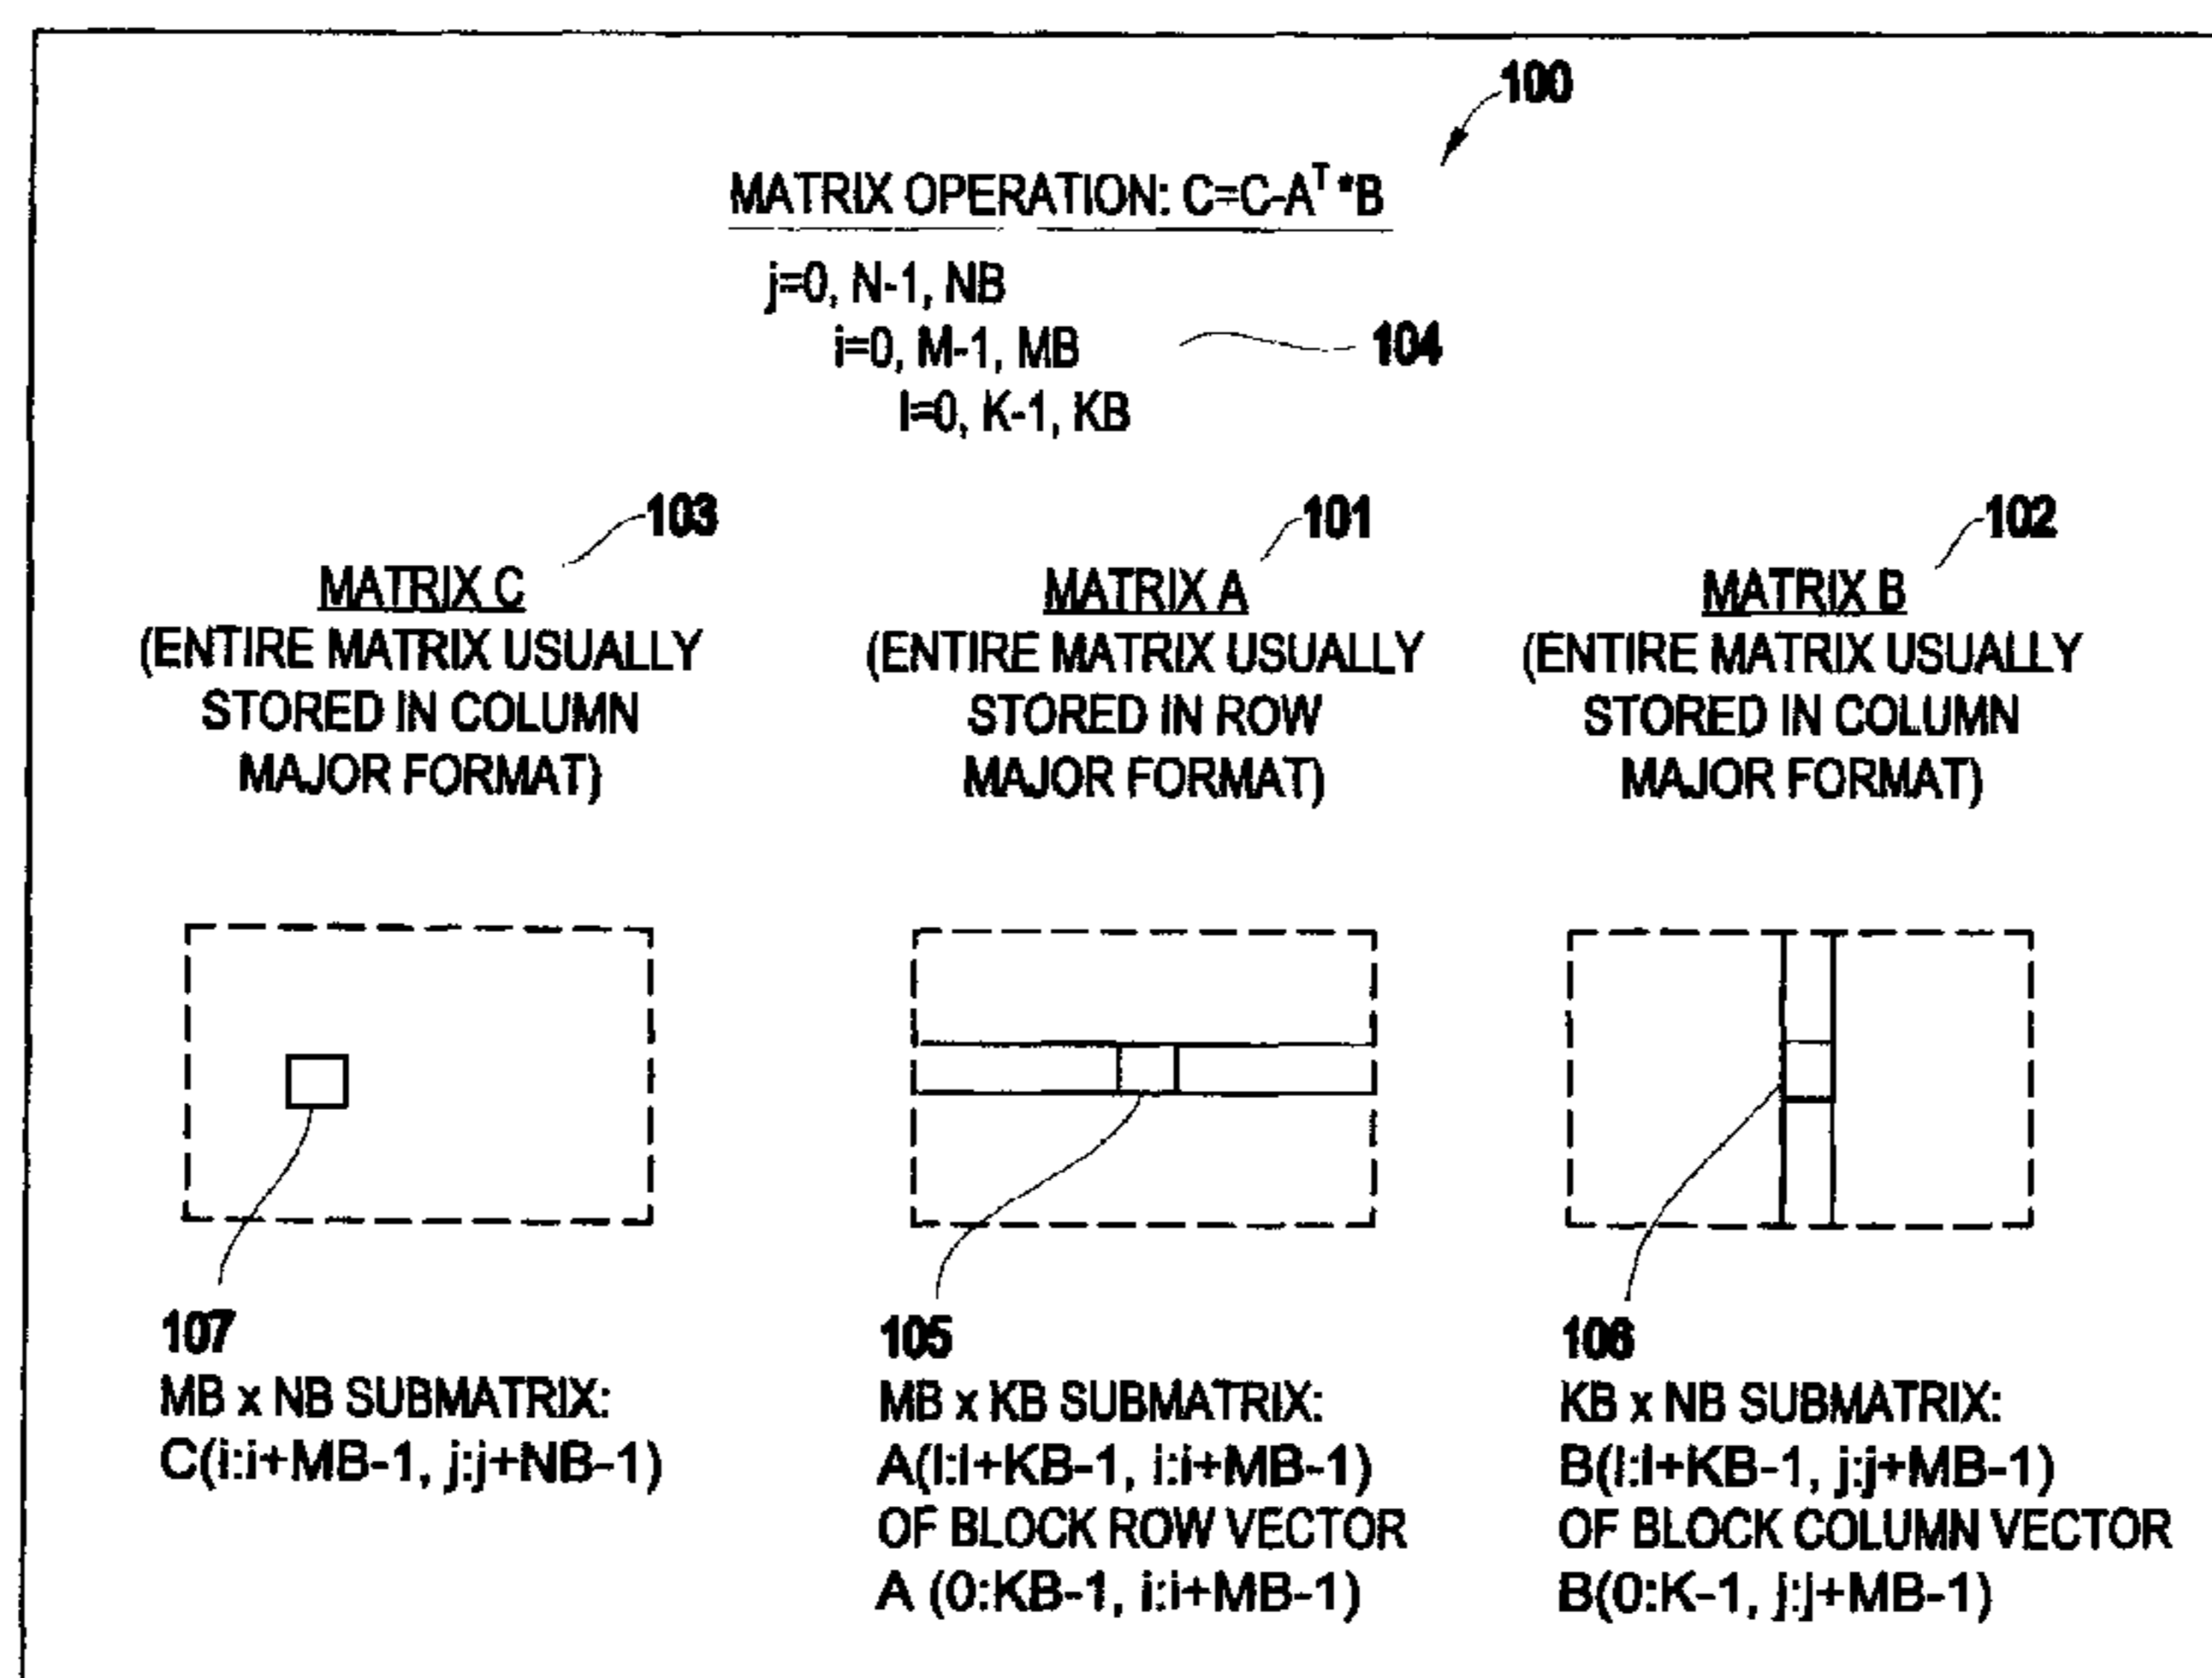 100
MATRIX OPERATION: C=C-Aᵀ*B
j=0, N-1, NB
i=0, M-1, MB
104
l=0, K-1, KB
103
MATRIX C
(ENTIRE MATRIX USUALLY
STORED IN COLUMN
MAJOR FORMAT)
101
MATRIX A
(ENTIRE MATRIX USUALLY
STORED IN ROW
MAJOR FORMAT)
102
MATRIX B
(ENTIRE MATRIX USUALLY
STORED IN COLUMN
MAJOR FORMAT)
107
MB x NB SUBMATRIX:
C(i:i+MB-1, j:j+NB-1)
105
MB x KB SUBMATRIX:
A(l:l+KB-1, i:i+MB-1)
OF BLOCK ROW VECTOR
A (0:KB-1, i:i+MB-1)
106
KB x NB SUBMATRIX:
B(l:l+KB-1, j:j+MB-1)
OF BLOCK COLUMN VECTOR
B(0:K-1, j:j+MB-1)